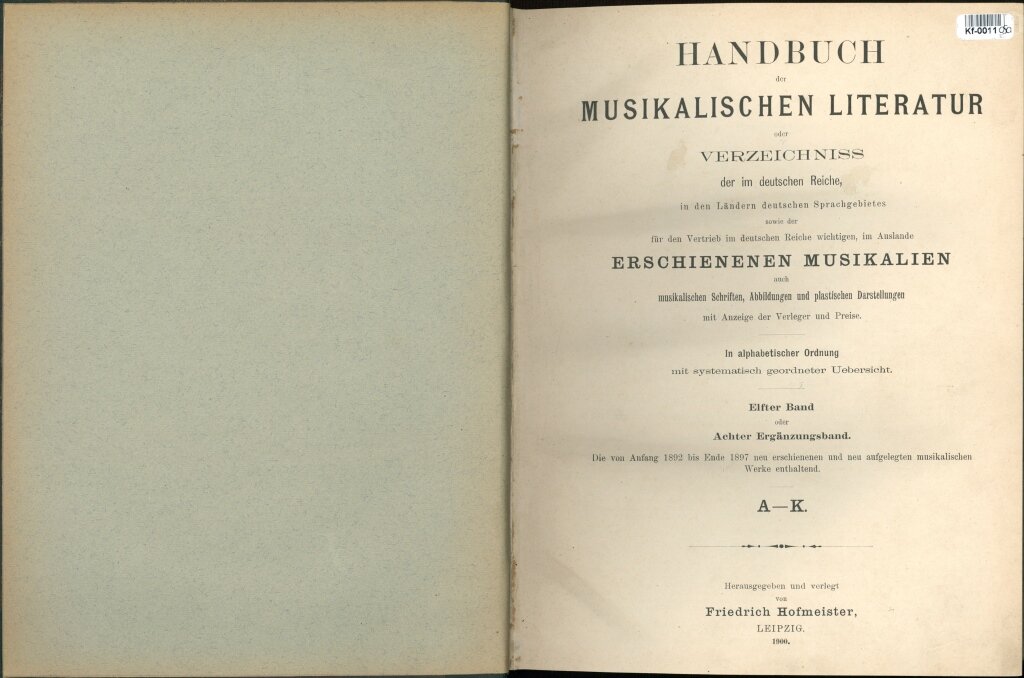 Kf-0011
HANDBUCH
der
MUSIKALISCHEN LITERATUR
oder
VERZEICHNISS
der im deutschen Reiche,
in den Ländern deutschen Sprachgebietes
sowie der
für den Vertrieb im deutschen Reiche wichtigen, im Auslande
ERSCHIENENEN MUSIKALIEN
auch
musikalischen Schriften, Abbildungen und plastischen Darstellungen
mit Anzeige der Verleger und Preise.
In alphabetischer Ordnung
mit systematisch geordneter Uebersicht.
Elfter Band
oder
Achter Ergänzungsband.
Die von Anfang 1892 bis Ende 1897 neu erschienenen und neu aufgelegten musikalischen
Werke enthaltend.
A—K.
Herausgegeben und verlegt
von
Friedrich Hofmeister,
LEIPZIG.
1900.